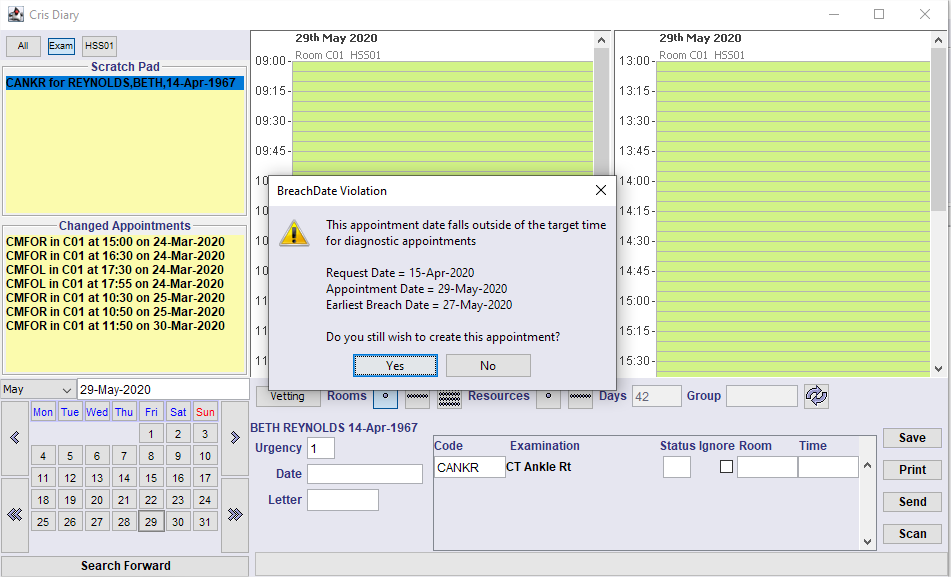 Cris Diary
All Exam HSS01
Scratch Pad
CANKR for REYNOLDS,BETH,14-Apr-1967
Changed Appointments
CMFOR in C01 at 15:00 on 24-Mar-2020
CMFOR in C01 at 16:30 on 24-Mar-2020
CMFOL in C01 at 17:30 on 24-Mar-2020
CMFOL in C01 at 17:55 on 24-Mar-2020
CMFOR in C01 at 10:30 on 25-Mar-2020
CMFOR in C01 at 10:50 on 25-Mar-2020
CMFOR in C01 at 11:50 on 30-Mar-2020
May 29-May-2020
Mon Tue Wed Thu Fri Sat Sun
1 2 3
4 5 6 7 8 9 10
11 12 13 14 15 16 17
18 19 20 21 22 23 24
25 26 27 28 29 30 31
Search Forward
29th May 2020
Room C01 HSS01
09:00
09:15
09:30
09:45
10
10
10
10
11
11
11
29th May 2020
Room C01 HSS01
13:00
13:15
13:30
13:45
14:00
14:15
14:30
14:45
15:00
15:15
15:30
BreachDate Violation
This appointment date falls outside of the target time
for diagnostic appointments
Request Date = 15-Apr-2020
Appointment Date = 29-May-2020
Earliest Breach Date = 27-May-2020
Do you still wish to create this appointment?
Yes No
Vetting Rooms Resources Days 42 Group
BETH REYNOLDS 14-Apr-1967
Urgency 1
Date
Letter
Code Examination Status Ignore Room Time
CANKR CT Ankle Rt
Save
Print
Send
Scan